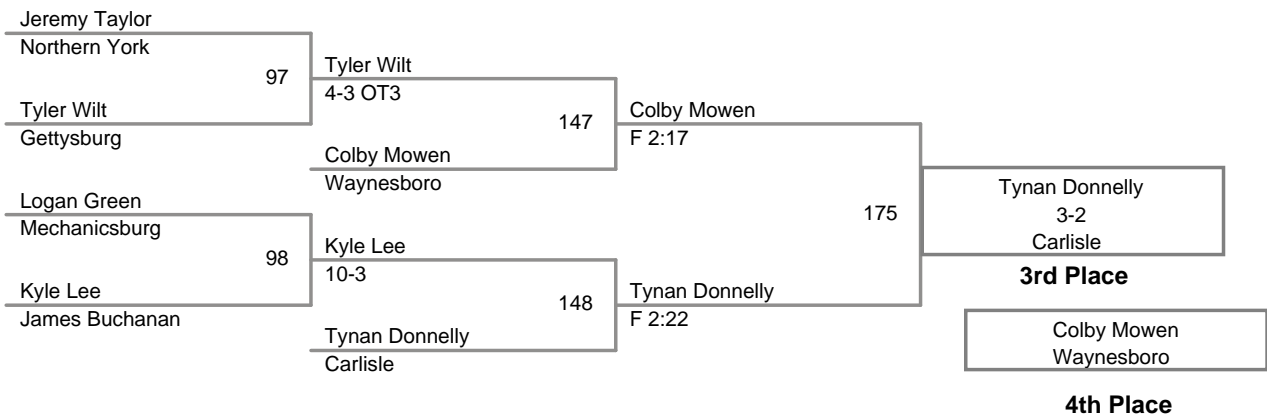 Jeremy Taylor
Northern York
97
Tyler Wilt
Gettysburg
Tyler Wilt
4-3 OT3
147
Colby Mowen
Waynesboro
Colby Mowen
F 2:17
Logan Green
Mechanicsburg
98
Kyle Lee
James Buchanan
Kyle Lee
10-3
148
Tynan Donnelly
Carlisle
Tynan Donnelly
F 2:22
175
Tynan Donnelly
3-2
Carlisle
3rd Place
Colby Mowen
Waynesboro
4th Place